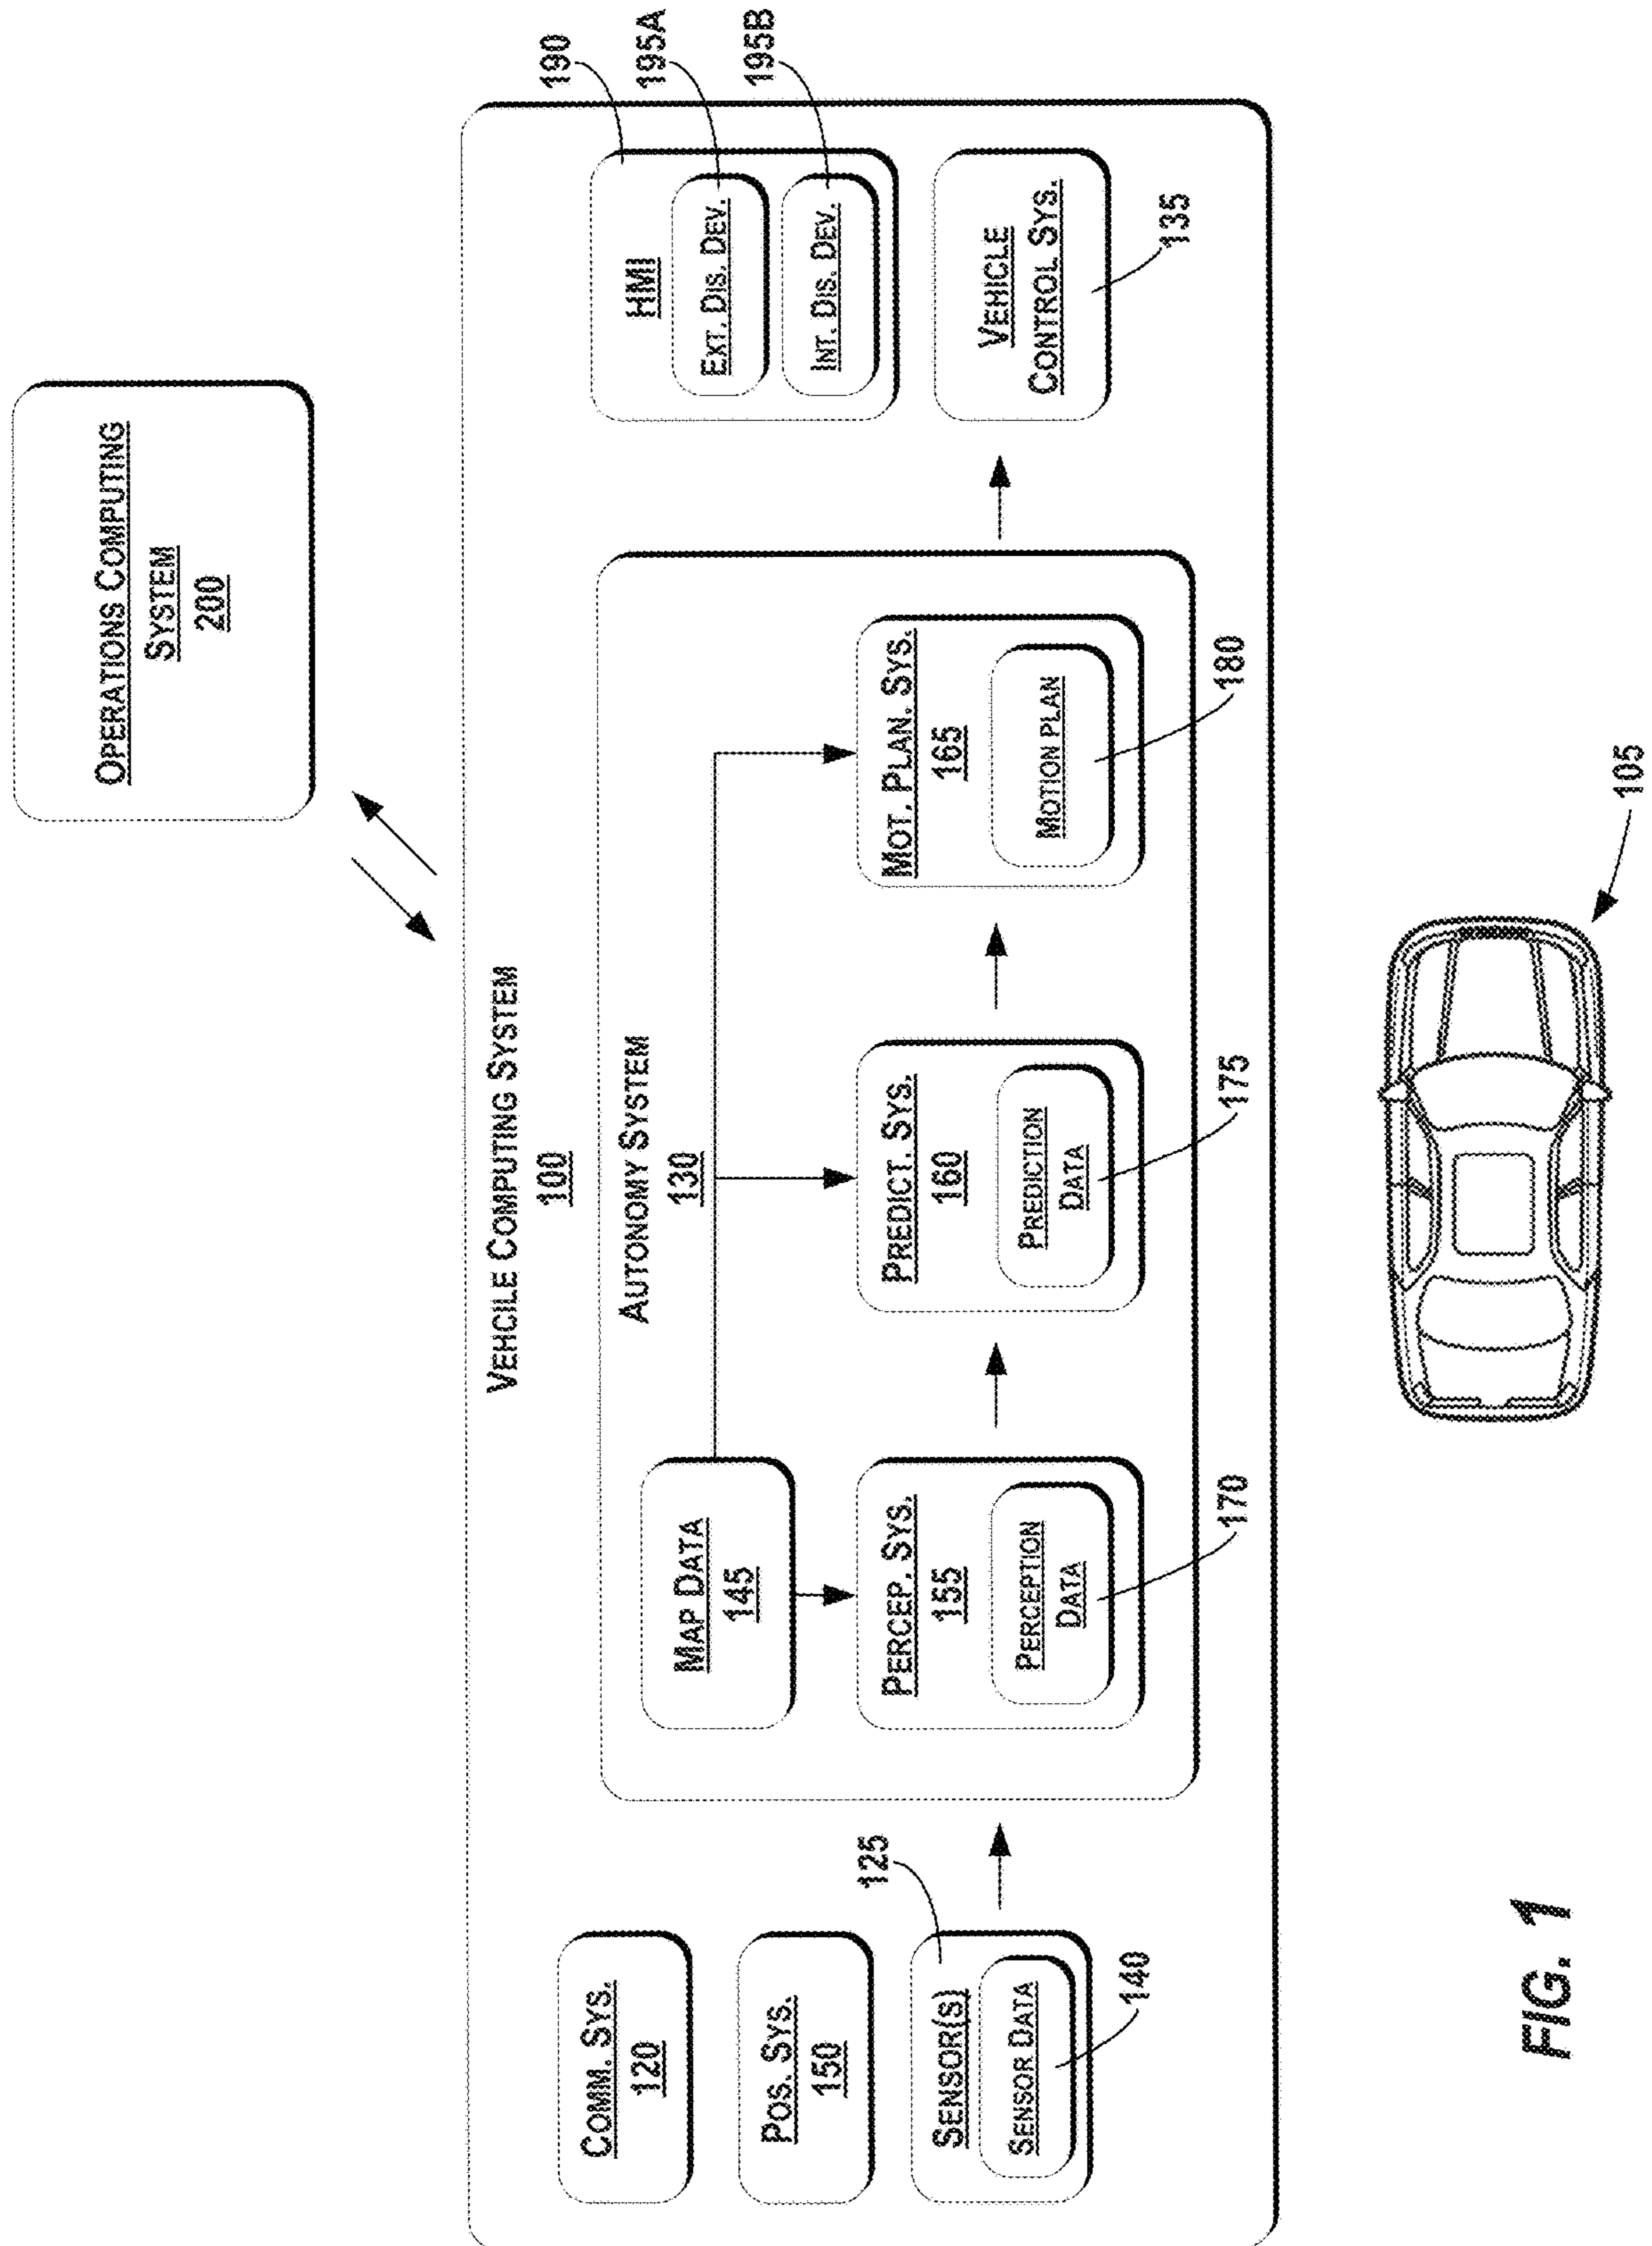 OPERATIONS COMPUTING
SYSTEM
200
VEHCILE COMPUTING SYSTEM
100
COMM. SYS.
120
POS. SYS.
150
SENSOR(S)
SENSOR DATA
125
140
AUTONOMY SYSTEM
130
MAP DATA
145
PERCEP. SYS.
155
PERCEPTION
DATA
170
PREDICT. SYS.
160
PREDICTION
DATA
175
MOT. PLAN. SYS.
165
MOTION PLAN
180
HMI
EXT. DIS. DEV.
INT. DIS. DEV.
190
195A
195B
VEHICLE
CONTROL SYS.
135
105
FIG. 1